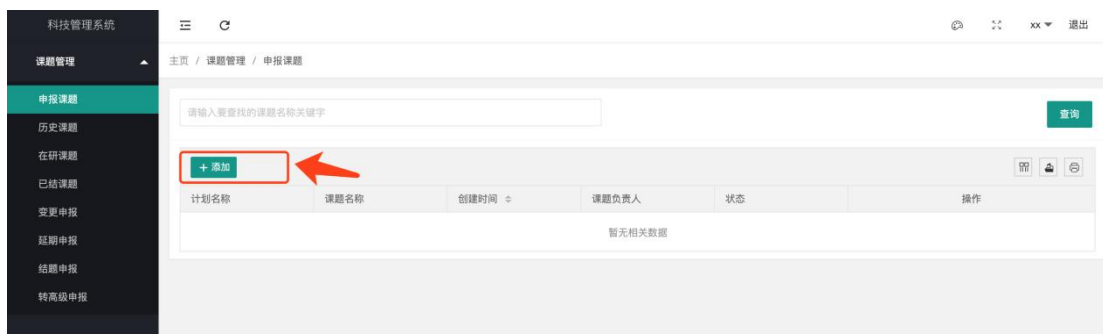 科技管理系统
xx 退出
课题管理
主页 / 课题管理 / 申报课题
申报课题
历史课题
在研课题
已结课题
变更申报
延期申报
结题申报
转高级申报
请输入要查找的课题名称关键字
查询
+ 添加
计划名称 课题名称 创建时间 课题负责人 状态 操作
暂无相关数据